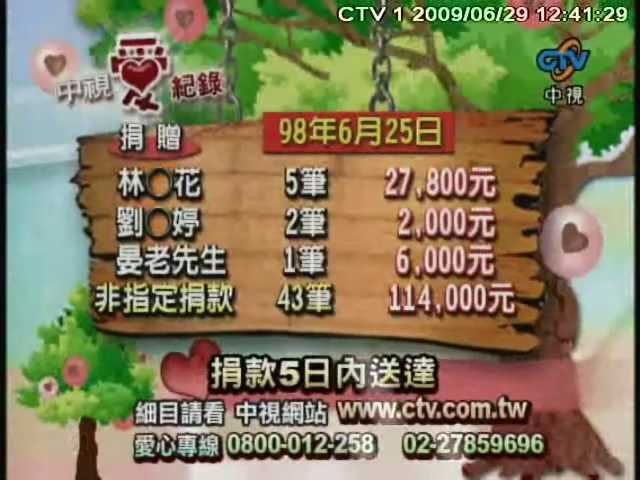 CTV 1 2009/06/29 12:41:29
中視 愛 紀錄
CTV
中視
捐贈 98年6月25日
林○花 5筆 27,800元
劉○婷 2筆 2,000元
晏老先生 1筆 6,000元
非指定捐款 43筆 114,000元
捐款5日內送達
細目請看 中視網站 www.ctv.com.tw
愛心專線 0800-012-258 02-27859696